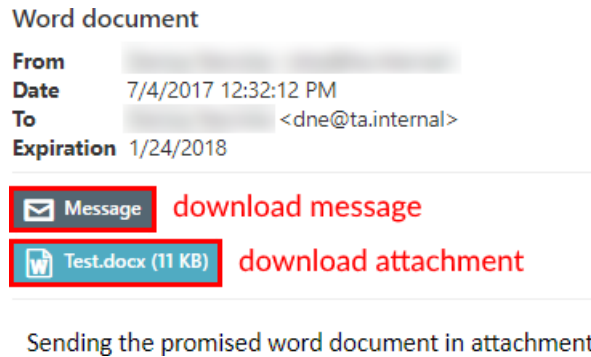 Word document
From
Date 7/4/2017 12:32:12 PM
To <dne@ta.internal>
Expiration 1/24/2018
Message download message
Test.docx (11 KB) download attachment
Sending the promised word document in attachment